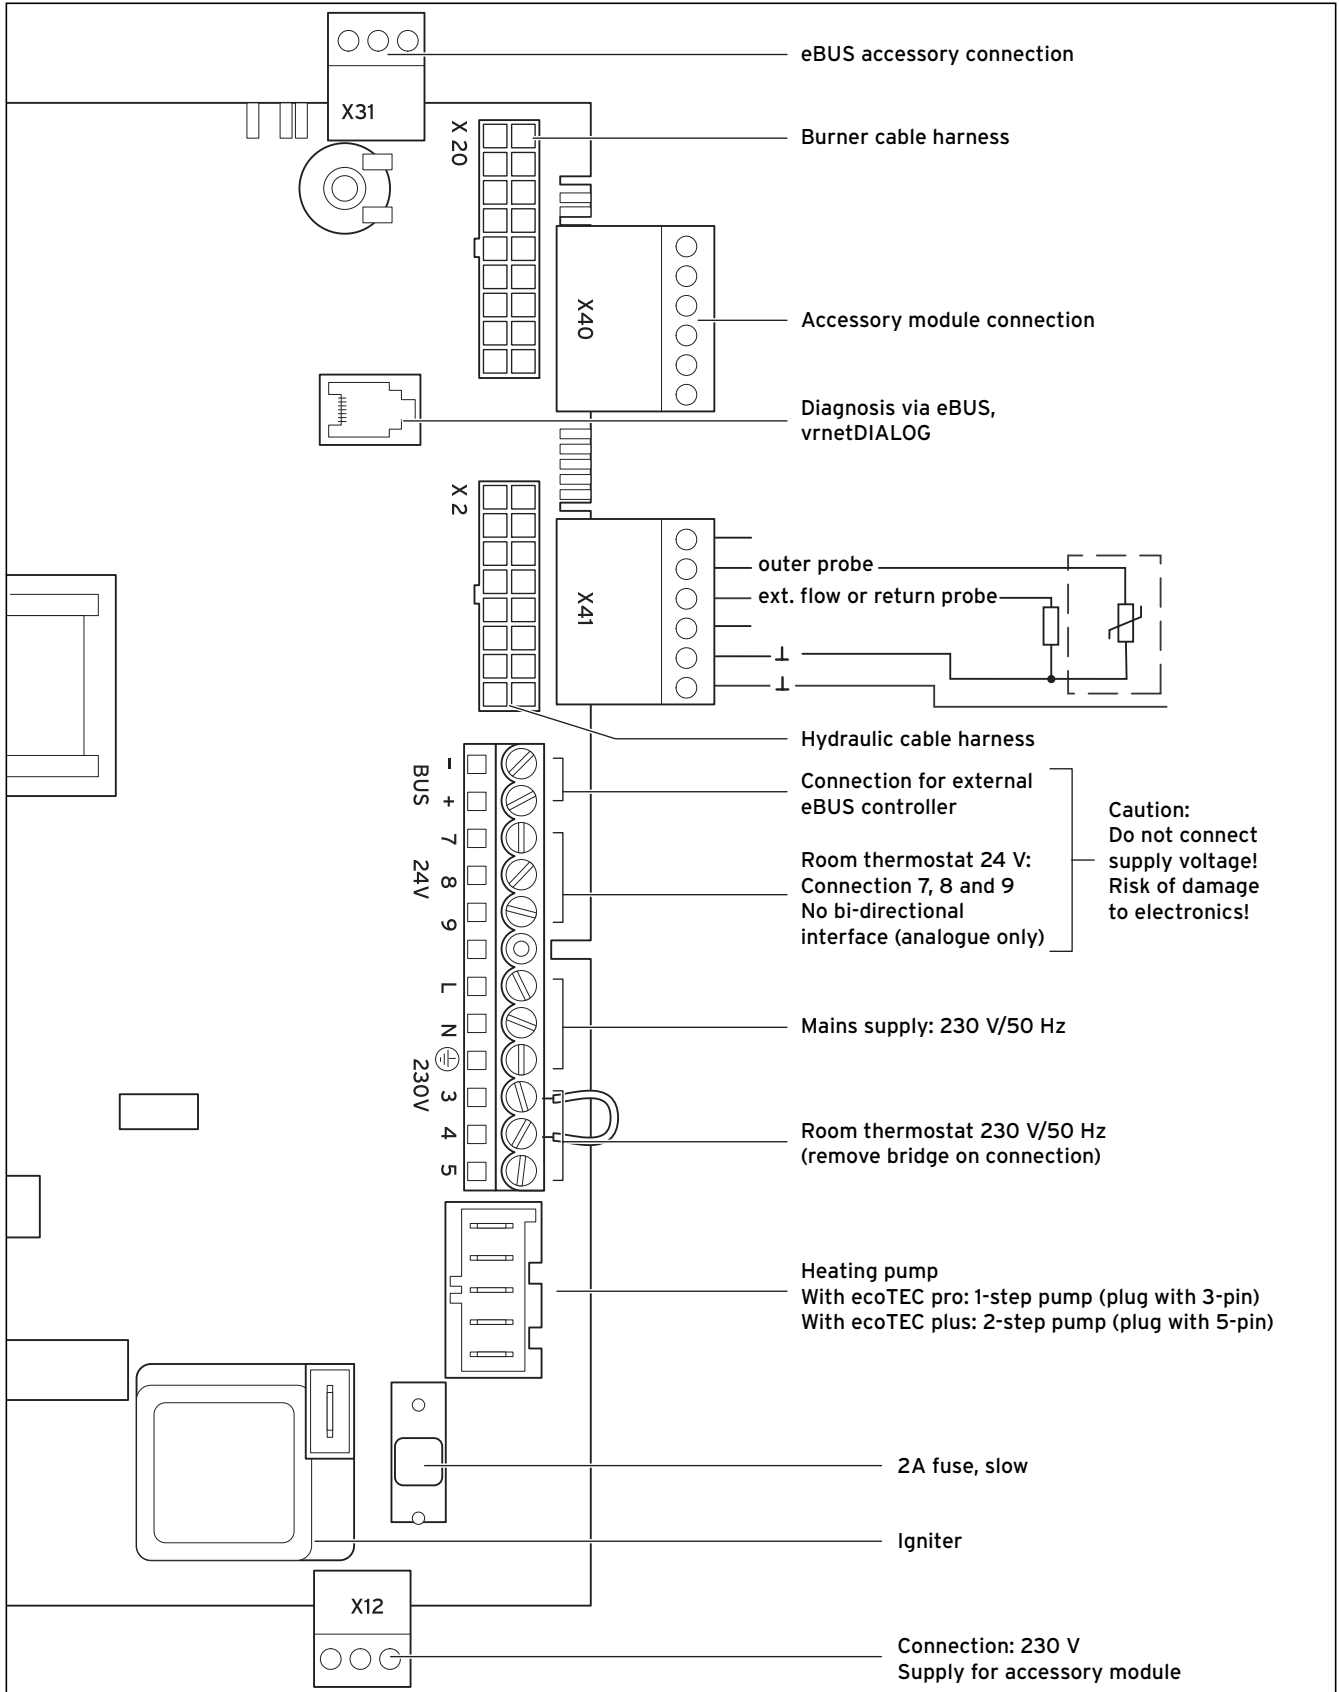 eBUS accessory connection
X31
X 20
Burner cable harness
X40
Accessory module connection
Diagnosis via eBUS,
vrnetDIALOG
X 2
X41
outer probe
ext. flow or return probe
Hydraulic cable harness
BUS
-
+
Connection for external
eBUS controller
24V
7
8
9
Room thermostat 24 V:
Connection 7, 8 and 9
No bi-directional
interface (analogue only)
Caution:
Do not connect
supply voltage!
Risk of damage
to electronics!
L
N
Mains supply: 230 V/50 Hz
230V
3
4
5
Room thermostat 230 V/50 Hz
(remove bridge on connection)
Heating pump
With ecoTEC pro: 1-step pump (plug with 3-pin)
With ecoTEC plus: 2-step pump (plug with 5-pin)
2A fuse, slow
Igniter
X12
Connection: 230 V
Supply for accessory module